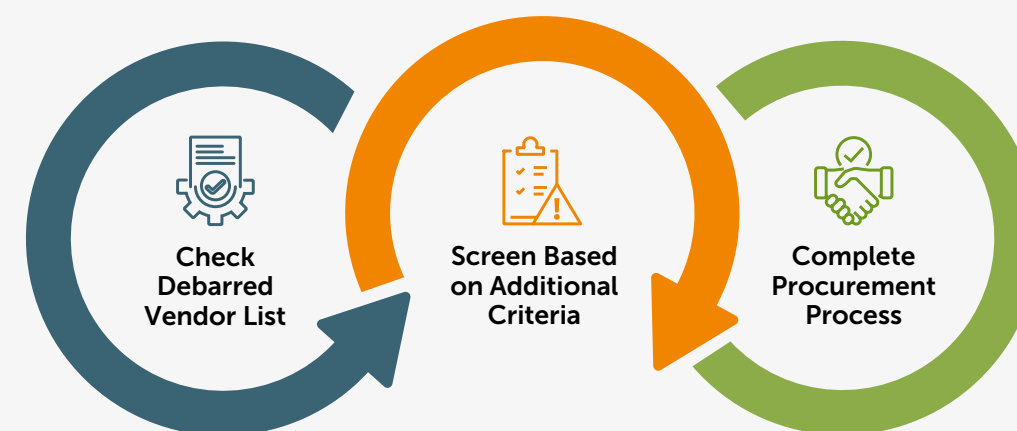 Check
Debarred
Vendor List
Screen Based
on Additional
Criteria
Complete
Procurement
Process